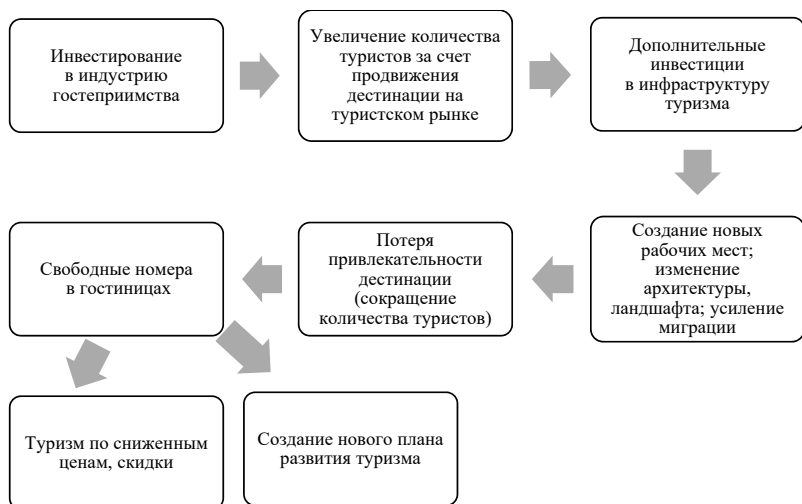 Инвестирование
в индустрию
гостеприимства
Увеличение количества
туристов за счет
продвижения
дестинации на
туристском рынке
Дополнительные
инвестиции
в инфраструктуру
туризма
Создание новых
рабочих мест;
изменение
архитектуры,
ландшафта; усиление
миграции
Потеря
привлекательности
дестинации
(сокращение
количества туристов)
Свободные номера
в гостиницах
Туризм по сниженным
ценам, скидки
Создание нового плана
развития туризма